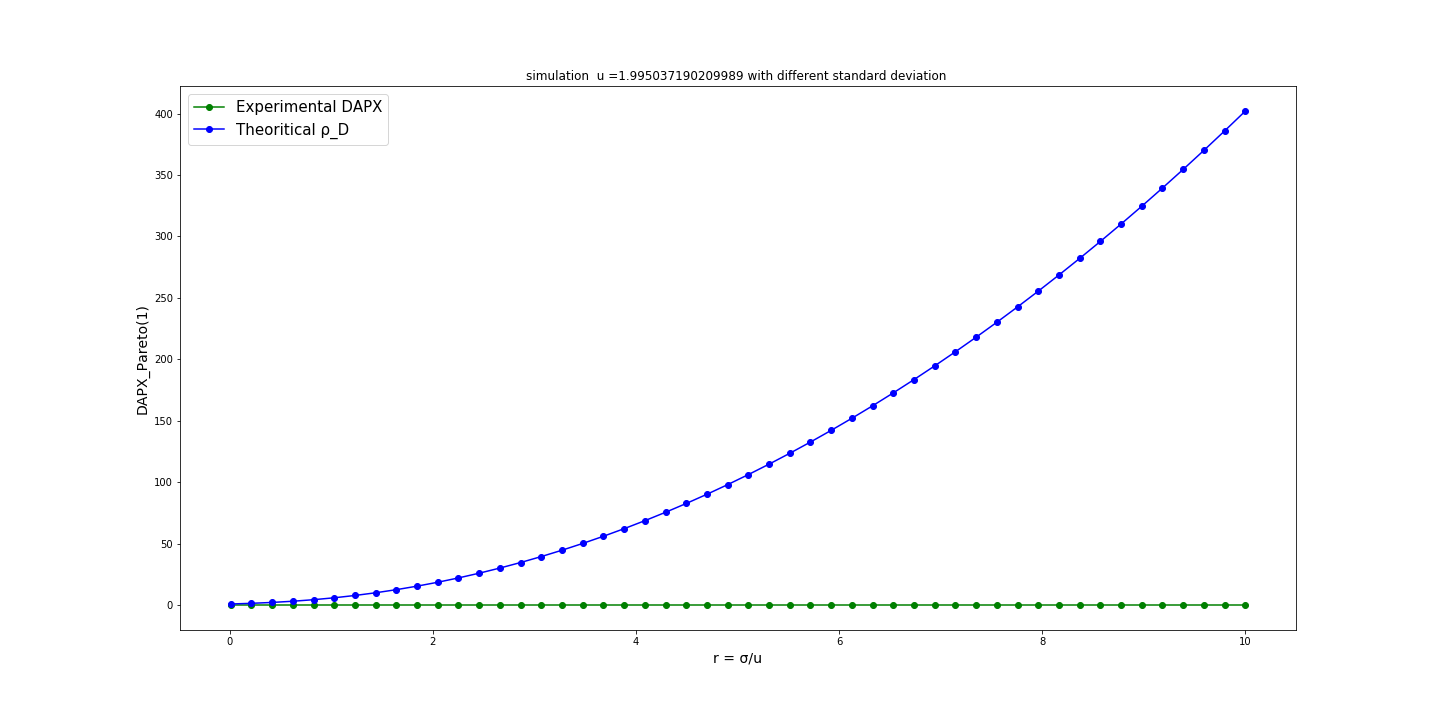 simulation  u =1.995037190209989 with different standard deviation
Experimental DAPX
Theoritical ρ_D
400
350
300
250
200
150
100
50
0
DAPX_Pareto(1)
0 2 4 6 8 10
r = σ/u